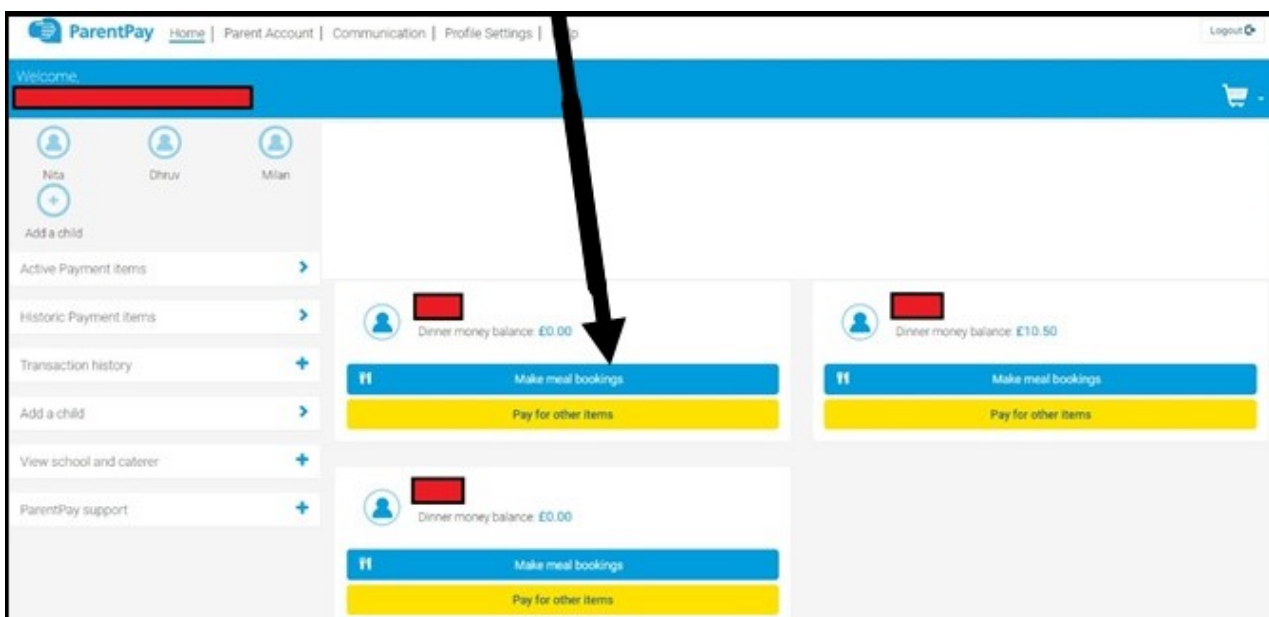 ParentPay Home | Parent Account | Communication | Profile Settings |
Logout
Welcome,
Nita Dhruv Milan
Add a child
Active Payment items
Historic Payment items
Transaction history
Add a child
View school and caterer
ParentPay support
Dinner money balance: £0.00
Make meal bookings
Pay for other items
Dinner money balance: £10.50
Make meal bookings
Pay for other items
Dinner money balance: £0.00
Make meal bookings
Pay for other items